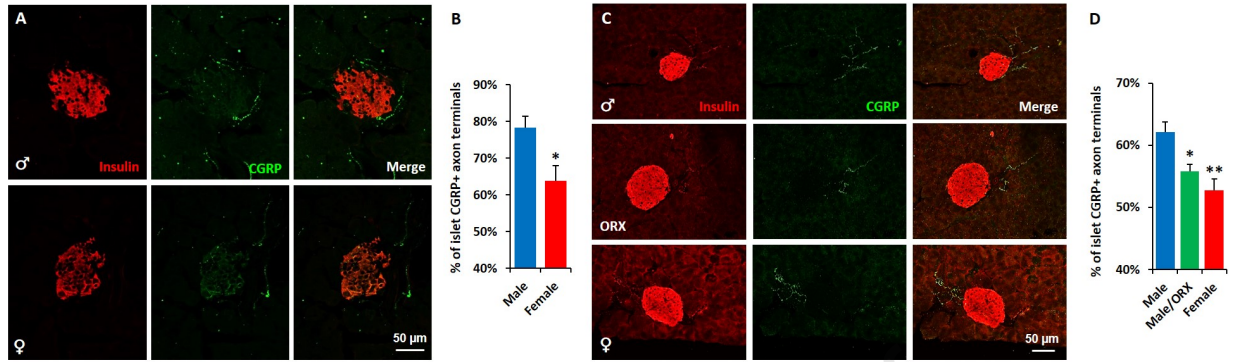 A
♂
Insulin
CGRP
Merge
♀
50 µm
B
% of islet CGRP+ axon terminals
90%
80%
70%
60%
50%
40%
*
Male
Female
C
♂
Insulin
CGRP
Merge
ORX
♀
50 µm
D
% of islet CGRP+ axon terminals
70%
60%
50%
40%
*
**
Male
Male/ORX
Female